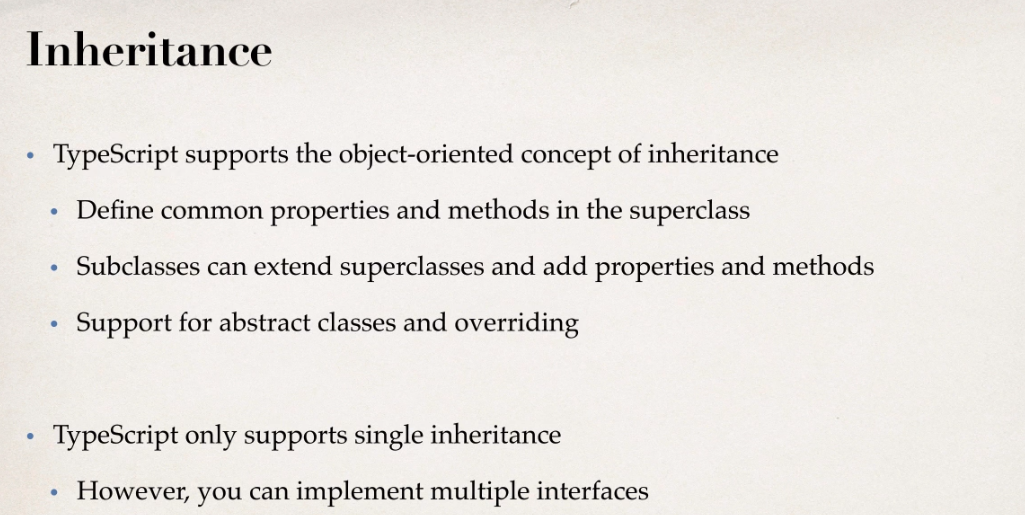 Inheritance
• TypeScript supports the object-oriented concept of inheritance
• Define common properties and methods in the superclass
• Subclasses can extend superclasses and add properties and methods
• Support for abstract classes and overriding
• TypeScript only supports single inheritance
• However, you can implement multiple interfaces